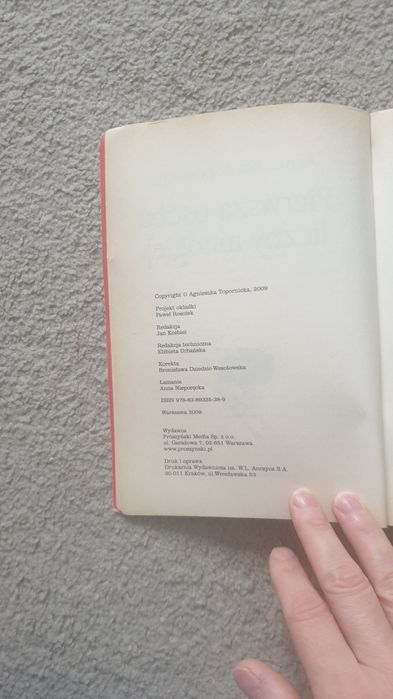 Copyright © Agnieszka Topornicka, 2009
Projekt okładki
Paweł Rosołek
Redakcja
Jan Koźbiel
Redakcja techniczna
Elżbieta Urbańska
Korekta
Bronisława Dziedzic-Wesołowska
Łamanie
Anna Nieporęcka
ISBN 978-83-89325-38-9
Warszawa 2009
Wydawca
Prószyński Media Sp. z o.o.
ul. Garażowa 7, 02-651 Warszawa
www.proszynski.pl
Druk i oprawa
Drukarnia Wydawnicza im. W.L. Anczyca S.A.
30-011 Kraków, ul. Wrocławska 53